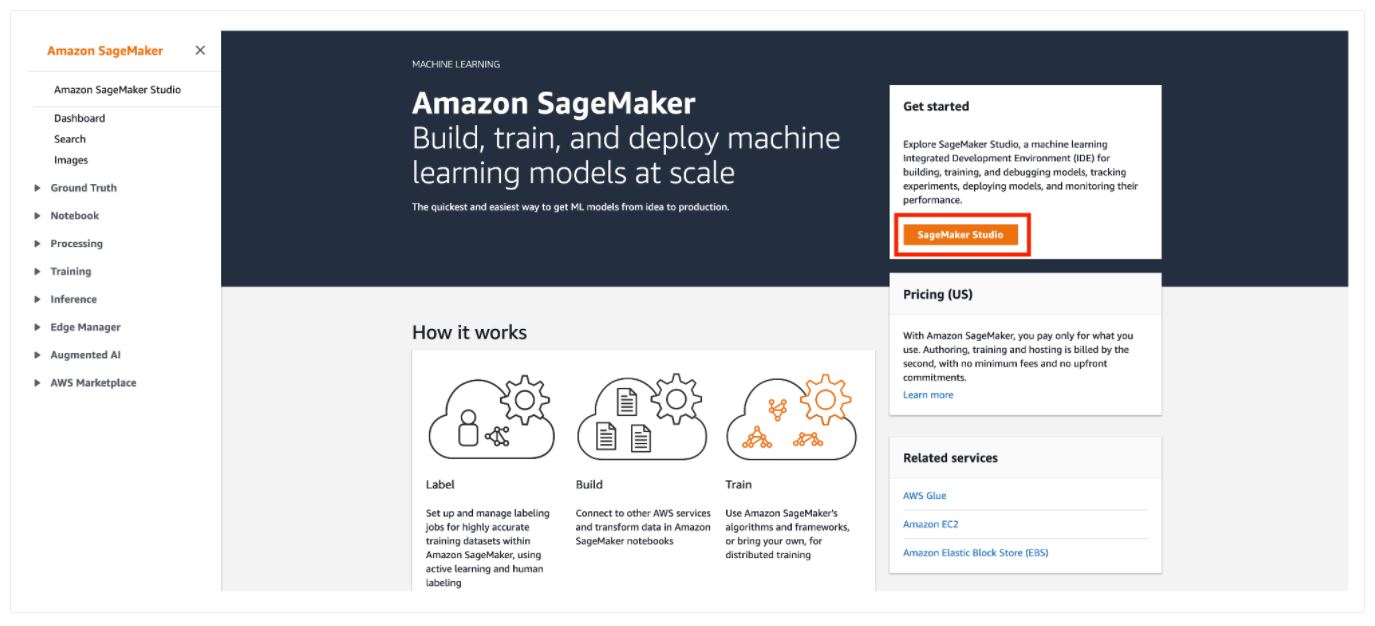 Amazon SageMaker
Amazon SageMaker Studio
Dashboard
Search
Images
Ground Truth
Notebook
Processing
Training
Inference
Edge Manager
Augmented AI
AWS Marketplace
MACHINE LEARNING
Amazon SageMaker
Build, train, and deploy machine
learning models at scale
The quickest and easiest way to get ML models from idea to production.
Get started
Explore SageMaker Studio, a machine learning
Integrated Development Environment (IDE) for
building, training, and debugging models, tracking
experiments, deploying models, and monitoring their
performance.
SageMaker Studio
Pricing (US)
With Amazon SageMaker, you pay only for what you
use. Authoring, training and hosting is billed by the
second, with no minimum fees and no upfront
commitments.
Learn more
Related services
AWS Glue
Amazon EC2
Amazon Elastic Block Store (EBS)
How it works
Label
Set up and manage labeling
jobs for highly accurate
training datasets within
Amazon SageMaker, using
active learning and human
labeling
Build
Connect to other AWS services
and transform data in Amazon
SageMaker notebooks
Train
Use Amazon SageMaker's
algorithms and frameworks,
or bring your own, for
distributed training